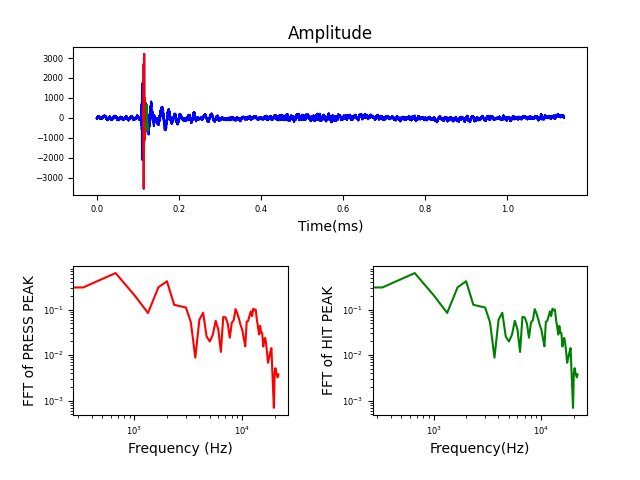 Amplitude
3000
2000
1000
0
−1000
−2000
−3000
0.0 0.2 0.4 0.6 0.8 1.0
Time(ms)
FFT of PRESS PEAK
10⁻¹
10⁻²
10⁻³
10³ 10⁴
Frequency (Hz)
FFT of HIT PEAK
10⁻¹
10⁻²
10⁻³
10³ 10⁴
Frequency(Hz)